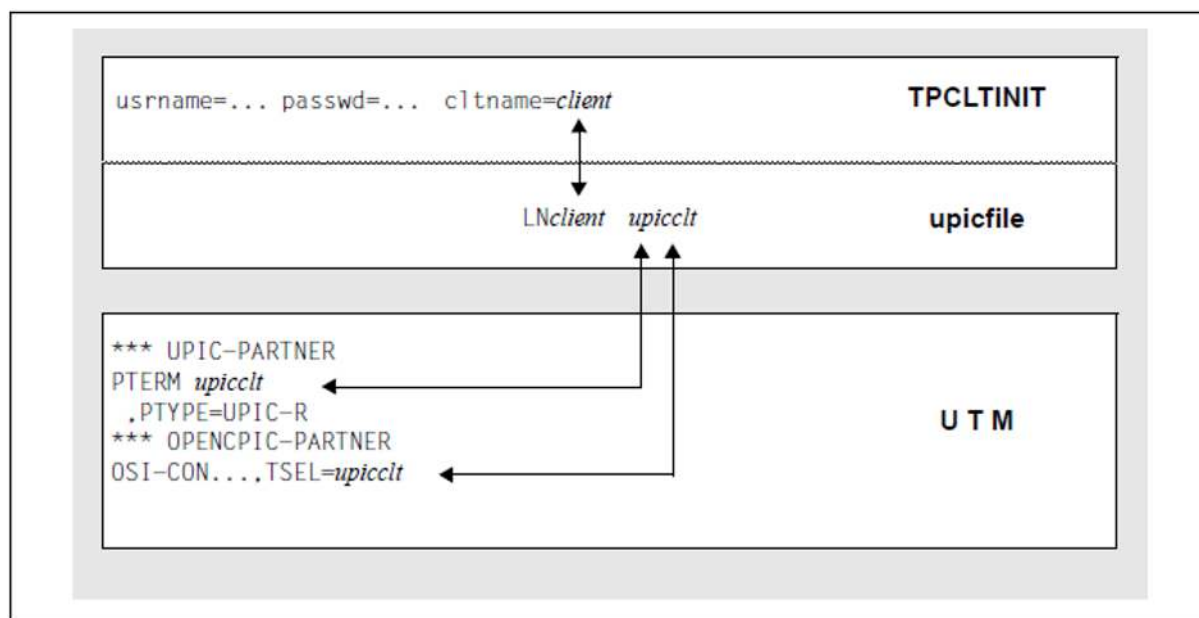 usrname=... passwd=... cltname=client TPCLTINIT
LNclient upicclt upicfile
*** UPIC-PARTNER
PTERM upicclt
,PTYPE=UPIC-R
*** OPENCPIC-PARTNER
OSI-CON...,TSEL=upicclt
U T M